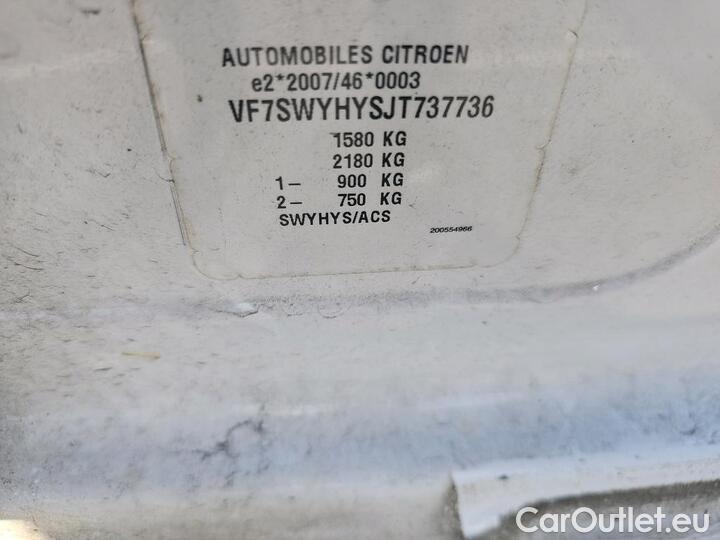 AUTOMOBILES CITROEN
e2*2007/46*0003
VF7SWYHYSJT737736
1580 KG
2180 KG
1- 900 KG
2- 750 KG
SWYHYS/ACS
200554966
CarOutlet.eu